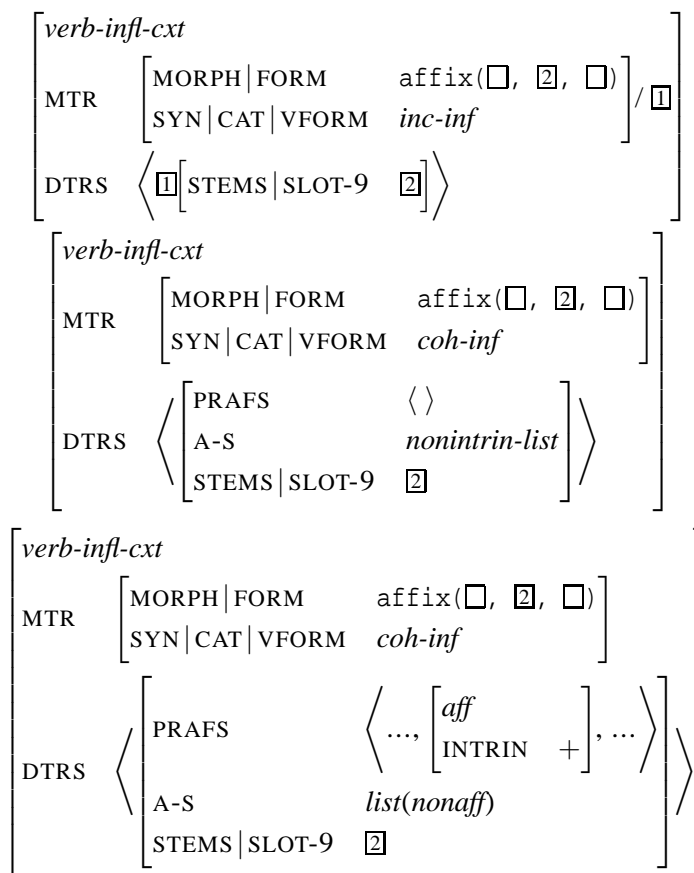 verb-infl-cxt
MTR [MORPH|FORM affix(□, 2, □)
SYN|CAT|VFORM inc-inf] / 1
DTRS ⟨1[STEMS|SLOT-9 2]⟩
verb-infl-cxt
MTR [MORPH|FORM affix(□, 2, □)
SYN|CAT|VFORM coh-inf]
DTRS ⟨[PRAFS ⟨ ⟩
A-S nonintrin-list
STEMS|SLOT-9 2]⟩
verb-infl-cxt
MTR [MORPH|FORM affix(□, 2, □)
SYN|CAT|VFORM coh-inf]
DTRS ⟨[PRAFS ⟨..., [aff
INTRIN +], ...⟩
A-S list(nonaff)
STEMS|SLOT-9 2]⟩